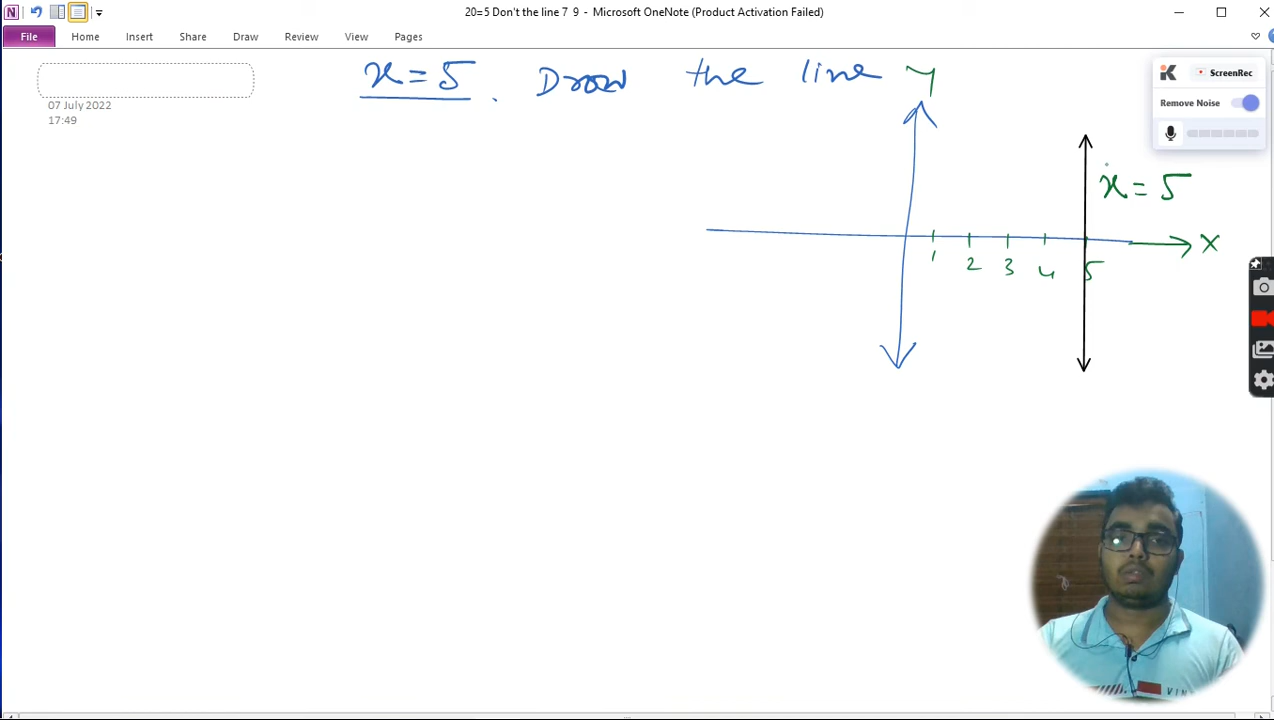 20=5 Don't the line 7 9 - Microsoft OneNote (Product Activation Failed)
File Home Insert Share Draw Review View Pages
x = 5 . Draw the line
Y
ScreenRec
07 July 2022
Remove Noise
17:49
x = 5
X
1 2 3 4 5
VIN